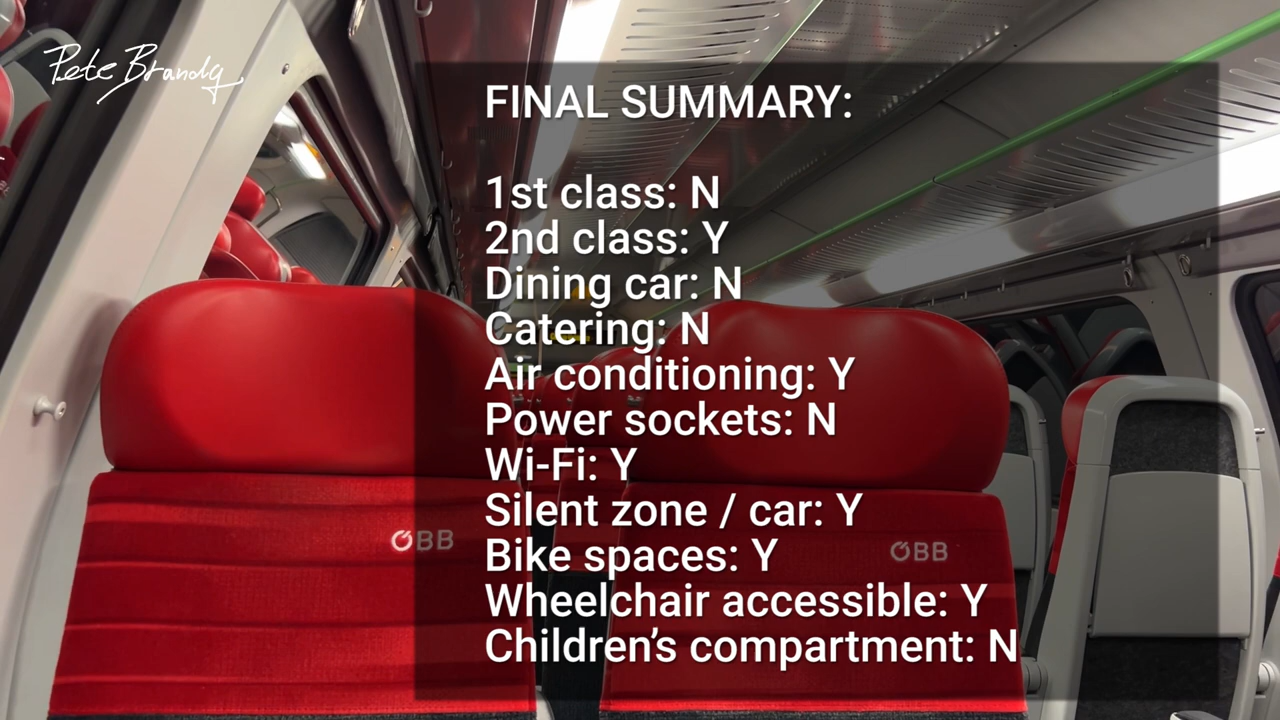 Pete Brandy
FINAL SUMMARY:
1st class: N
2nd class: Y
Dining car: N
Catering: N
Air conditioning: Y
Power sockets: N
Wi-Fi: Y
Silent zone / car: Y
Bike spaces: Y
Wheelchair accessible: Y
Children’s compartment: N
ÖBB
ÖBB